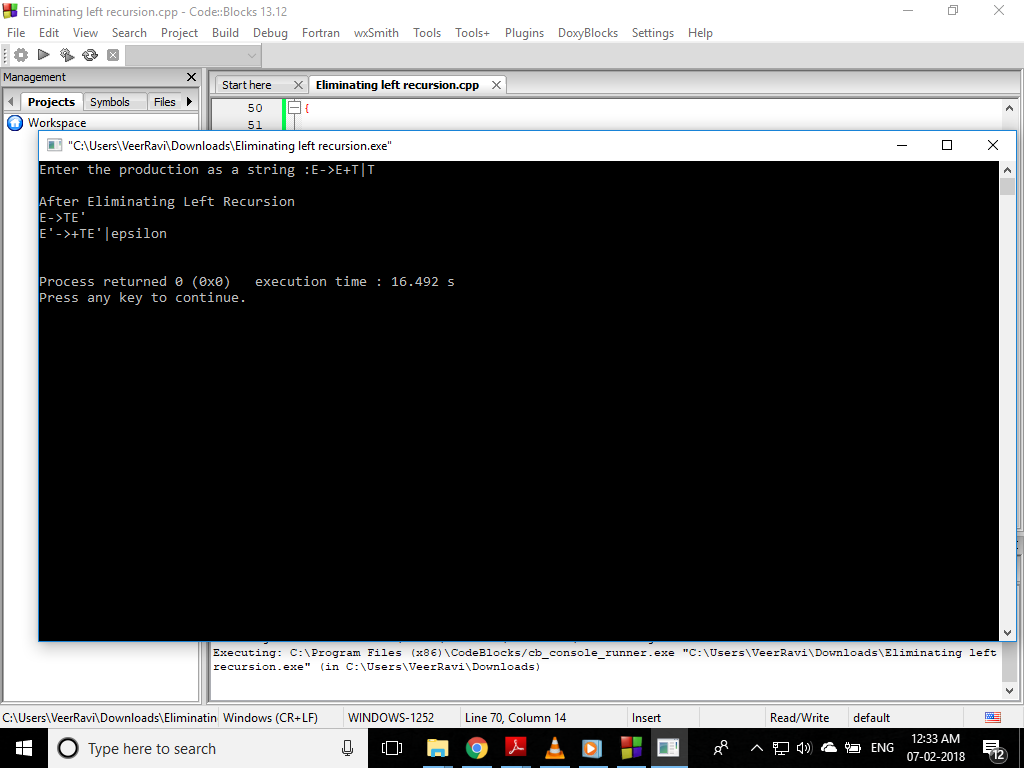 Eliminating left recursion.cpp - Code::Blocks 13.12
File Edit View Search Project Build Debug Fortran wxSmith Tools Tools+ Plugins DoxyBlocks Settings Help
Management
Start here Eliminating left recursion.cpp
Projects Symbols Files
50 {
51
Workspace
"C:\Users\VeerRavi\Downloads\Eliminating left recursion.exe"
Enter the production as a string :E->E+T|T
After Eliminating Left Recursion
E->TE'
E'->+TE'|epsilon
Process returned 0 (0x0)   execution time : 16.492 s
Press any key to continue.
Executing: C:\Program Files (x86)\CodeBlocks/cb_console_runner.exe "C:\Users\VeerRavi\Downloads\Eliminating left
recursion.exe" (in C:\Users\VeerRavi\Downloads)
C:\Users\VeerRavi\Downloads\Eliminatin Windows (CR+LF) WINDOWS-1252 Line 70, Column 14 Insert Read/Write default
Type here to search
ENG
12:33 AM
07-02-2018
12